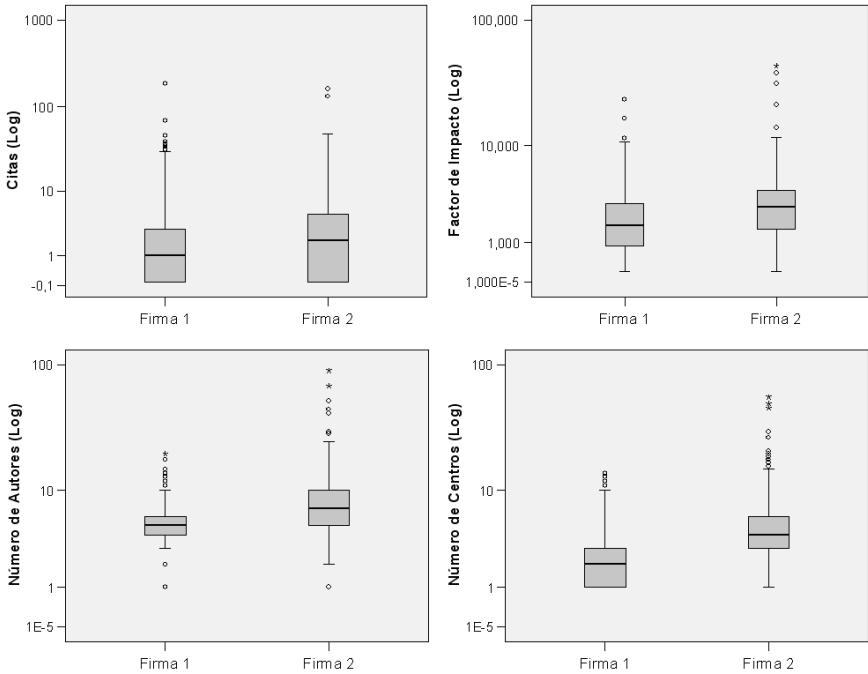 Citas (Log)
1000
100
10
1
-0,1
Firma 1
Firma 2
Factor de Impacto (Log)
100,000
10,000
1,000
1,000E-5
Firma 1
Firma 2
Número de Autores (Log)
100
10
1
1E-5
Firma 1
Firma 2
Número de Centros (Log)
100
10
1
1E-5
Firma 1
Firma 2